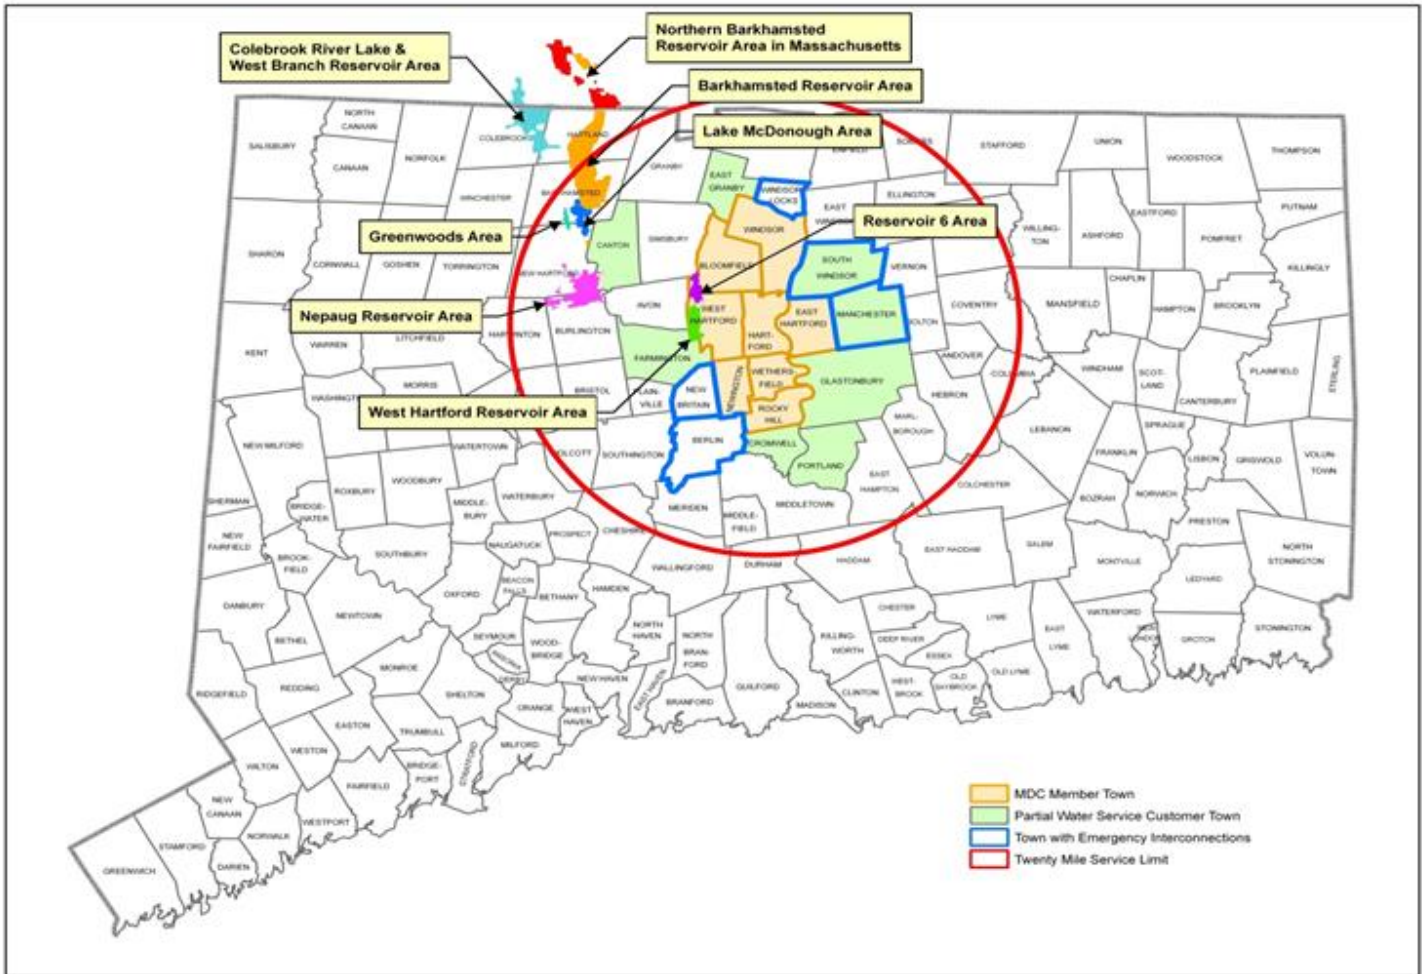 Colebrook River Lake &
West Branch Reservoir Area
Northern Barkhamsted
Reservoir Area in Massachusetts
Barkhamsted Reservoir Area
Lake McDonough Area
Reservoir 6 Area
Greenwoods Area
Nepaug Reservoir Area
West Hartford Reservoir Area
SALISBURY
NORTH
CANAAN
CANAAN
NORFOLK
COLEBROOK
HARTLAND
GRANBY
EAST
GRANBY
WINDSOR
LOCKS
ENFIELD
STAFFORD
UNION
WOODSTOCK
THOMPSON
WINCHESTER
BARKHAMSTED
ELLINGTON
EAST
PUTNAM
EASTFORD
POMFRET
WILLING-
TON
ASHFORD
SHARON
CORNWALL
GOSHEN
TORRINGTON
NEW HARTFORD
CANTON
SIMSBURY
BLOOMFIELD
WINDSOR
SOUTH
WINDSOR
VERNON
KILLINGLY
CHAPLIN
HAMPTON
BROOKLYN
MANSFIELD
COVENTRY
AVON
WEST
HARTFORD
HART-
FORD
EAST
HARTFORD
MANCHESTER
BOLTON
KENT
WARREN
LITCHFIELD
BURLINGTON
FARMINGTON
ANDOVER
COLUMBIA
WINDHAM
SCOT-
LAND
CANTERBURY
PLAINFIELD
STERLING
MORRIS
BRISTOL
PLAIN-
VILLE
NEW
BRITAIN
NEWINGTON
WETHERS-
FIELD
ROCKY
HILL
GLASTONBURY
HEBRON
MARL-
BOROUGH
LEBANON
SPRAGUE
FRANKLIN
LISBON
GRISWOLD
VOLUN-
TOWN
NEW MILFORD
WATERTOWN
SOUTHINGTON
BERLIN
CROMWELL
PORTLAND
EAST
HAMPTON
COLCHESTER
BOZRAH
NORWICH
PRESTON
SHERMAN
ROXBURY
WOODBURY
BRIDGE-
WATER
MIDDLE-
BURY
WATERBURY
MERIDEN
MIDDLE-
FIELD
MIDDLETOWN
NEW
FAIRFIELD
BROOK-
FIELD
SOUTHBURY
NAUGATUCK
PROSPECT
CHESHIRE
WALLINGFORD
DURHAM
HADDAM
EAST HADDAM
SALEM
MONTVILLE
LEDYARD
NORTH
STONINGTON
DANBURY
BETHEL
NEWTOWN
OXFORD
BEACON
FALLS
BETHANY
HAMDEN
NORTH
HAVEN
NORTH
BRAN-
FORD
GUILFORD
KILLING-
WORTH
CHESTER
DEEP RIVER
ESSEX
LYME
EAST
LYME
WATERFORD
GROTON
STONINGTON
RIDGEFIELD
REDDING
MONROE
SEYMOUR
WOOD-
BRIDGE
DERBY
SHELTON
ORANGE
NEW HAVEN
WEST
HAVEN
EAST HAVEN
BRANFORD
MADISON
CLINTON
WEST-
BROOK
OLD
SAYBROOK
OLD LYME
EASTON
TRUMBULL
MILFORD
STRATFORD
BRIDGE-
PORT
WESTON
WILTON
FAIRFIELD
WESTPORT
NORWALK
NEW
CANAAN
DARIEN
STAMFORD
GREENWICH
MDC Member Town
Partial Water Service Customer Town
Town with Emergency Interconnections
Twenty Mile Service Limit